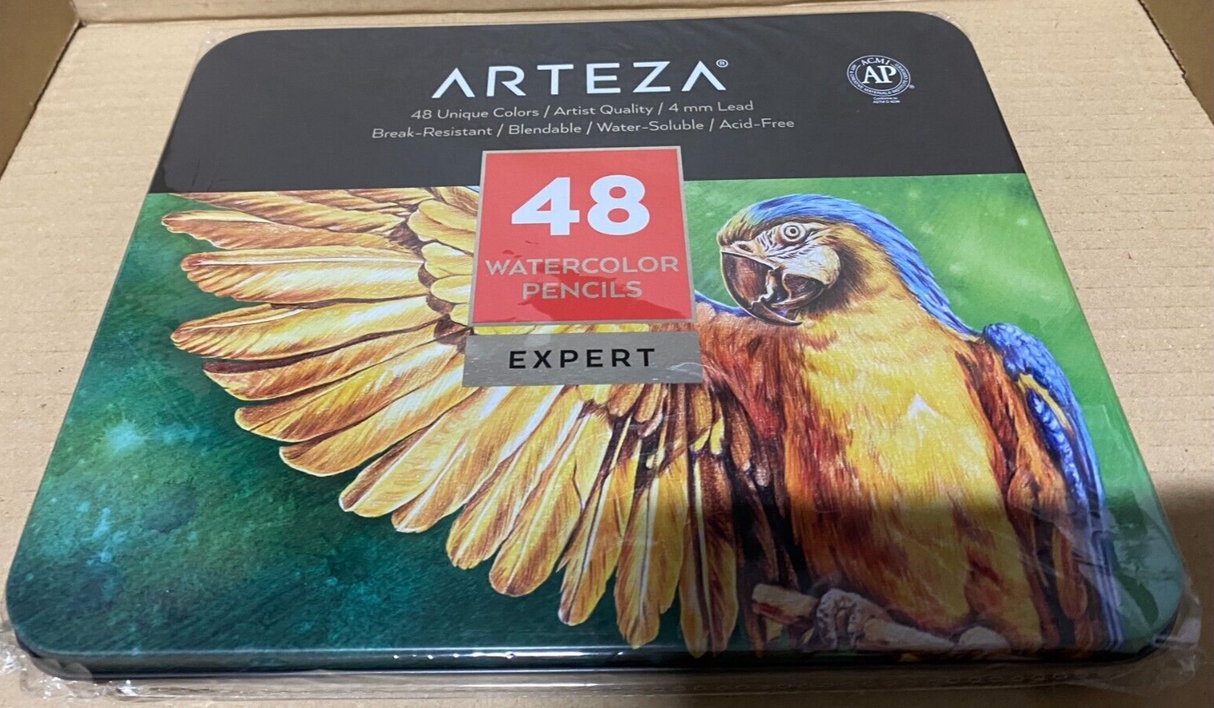 ARTEZA®
48 Unique Colors / Artist Quality / 4 mm Lead
Break-Resistant / Blendable / Water-Soluble / Acid-Free
ACMI
AP
48
WATERCOLOR
PENCILS
EXPERT